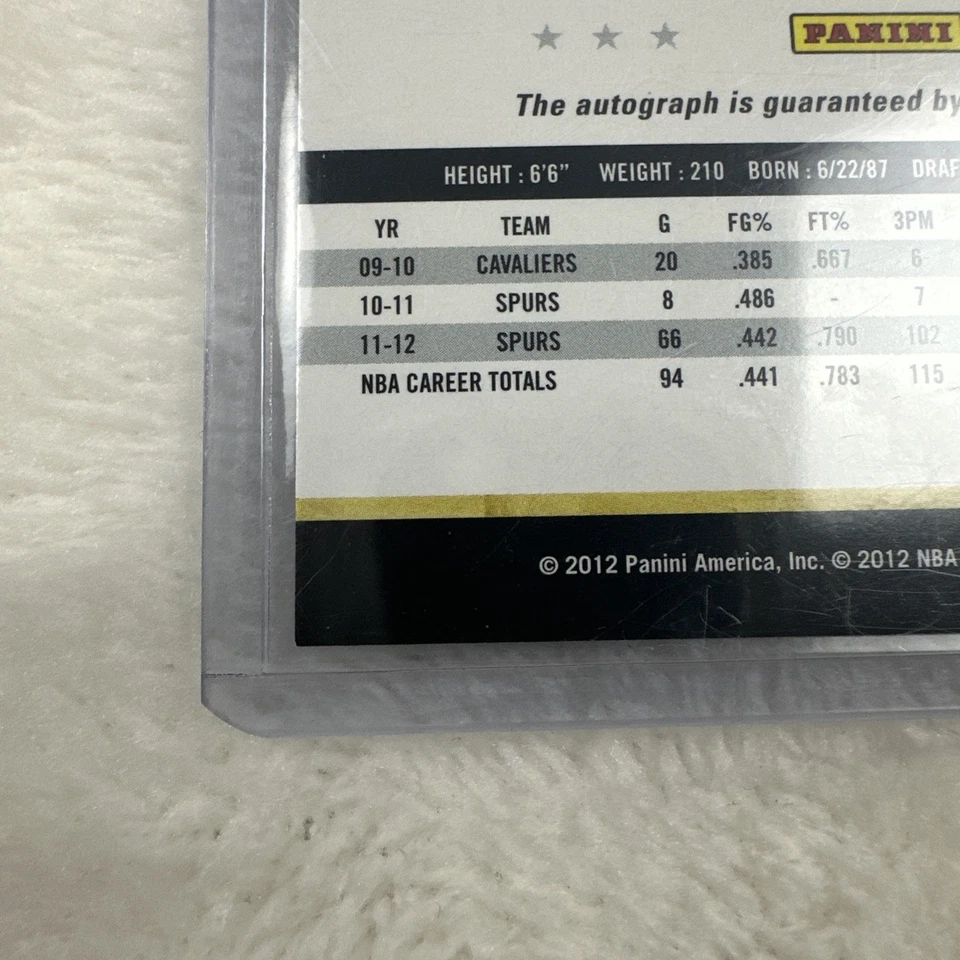 PANINI
The autograph is guaranteed by
HEIGHT : 6'6” WEIGHT : 210 BORN : 6/22/87 DRAF
YR TEAM G FG% FT% 3PM
09-10 CAVALIERS 20 .385 .667 6
10-11 SPURS 8 .486 - 7
11-12 SPURS 66 .442 .790 102
NBA CAREER TOTALS 94 .441 .783 115
© 2012 Panini America, Inc. © 2012 NBA